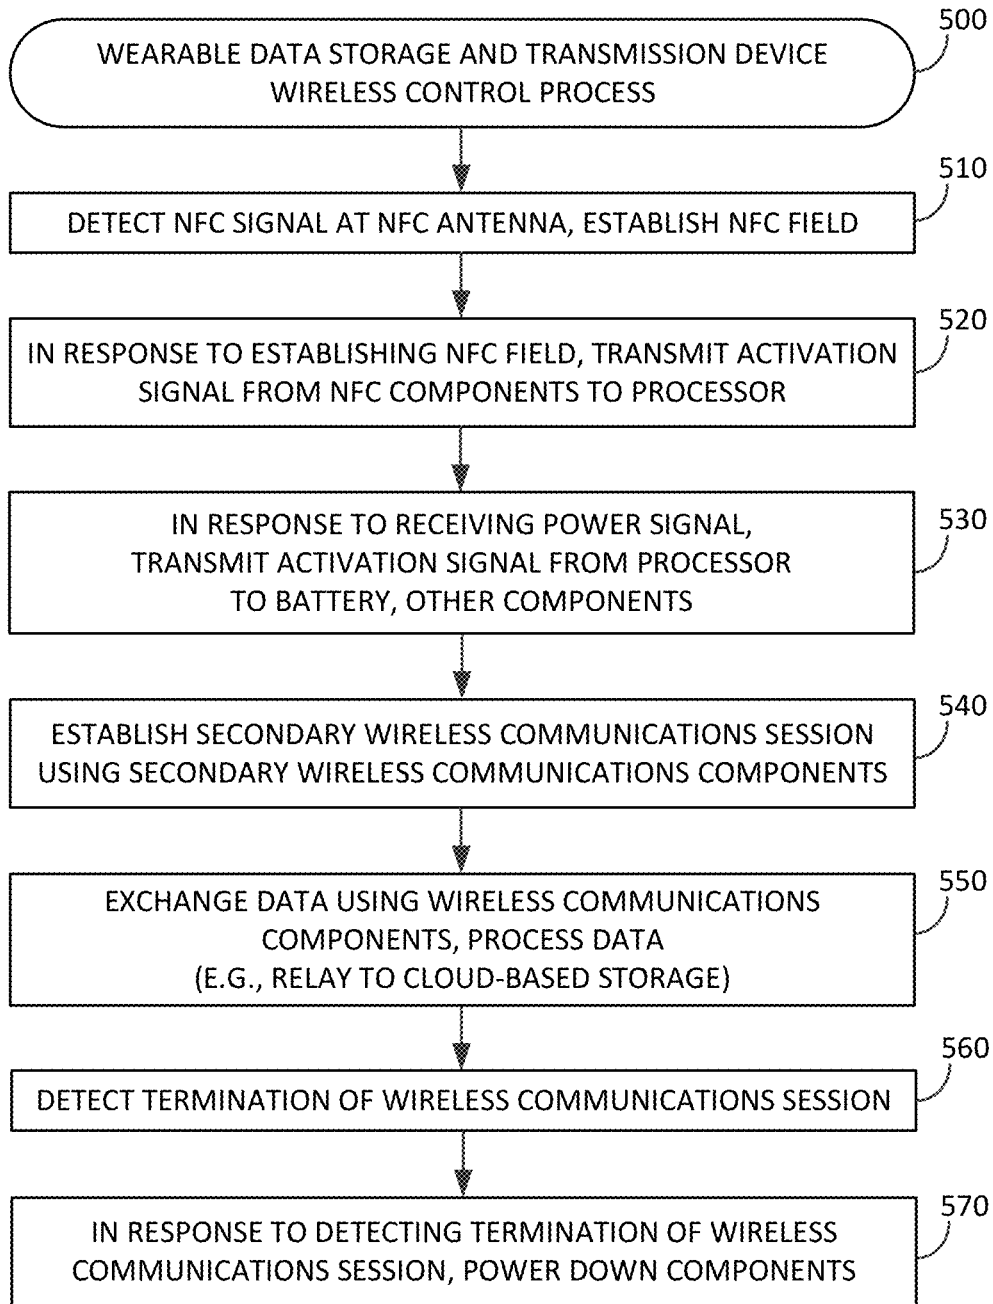 500
WEARABLE DATA STORAGE AND TRANSMISSION DEVICE
WIRELESS CONTROL PROCESS
510
DETECT NFC SIGNAL AT NFC ANTENNA, ESTABLISH NFC FIELD
520
IN RESPONSE TO ESTABLISHING NFC FIELD, TRANSMIT ACTIVATION
SIGNAL FROM NFC COMPONENTS TO PROCESSOR
530
IN RESPONSE TO RECEIVING POWER SIGNAL,
TRANSMIT ACTIVATION SIGNAL FROM PROCESSOR
TO BATTERY, OTHER COMPONENTS
540
ESTABLISH SECONDARY WIRELESS COMMUNICATIONS SESSION
USING SECONDARY WIRELESS COMMUNICATIONS COMPONENTS
550
EXCHANGE DATA USING WIRELESS COMMUNICATIONS
COMPONENTS, PROCESS DATA
(E.G., RELAY TO CLOUD-BASED STORAGE)
560
DETECT TERMINATION OF WIRELESS COMMUNICATIONS SESSION
570
IN RESPONSE TO DETECTING TERMINATION OF WIRELESS
COMMUNICATIONS SESSION, POWER DOWN COMPONENTS